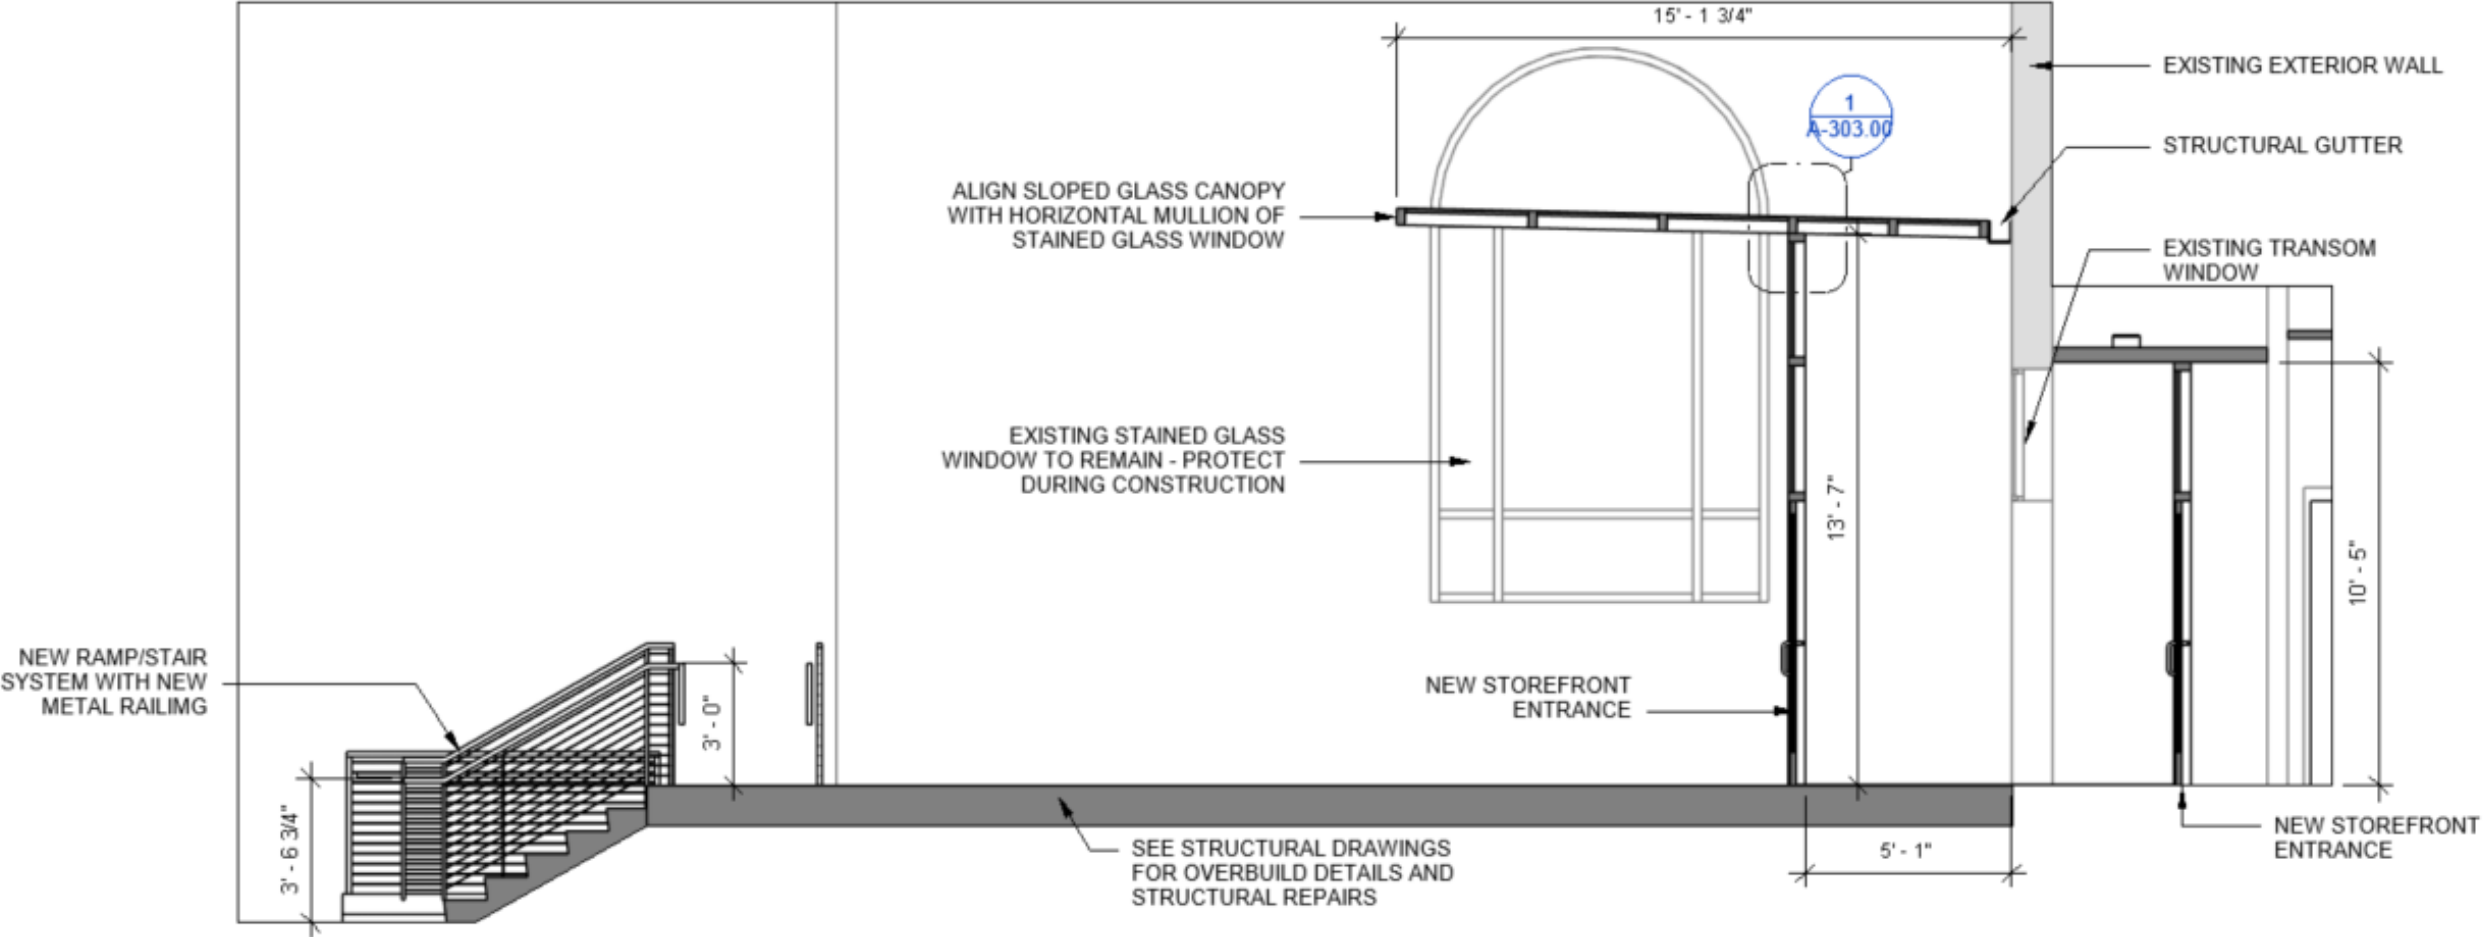 15' - 1 3/4"
EXISTING EXTERIOR WALL
1
A-303.00
STRUCTURAL GUTTER
ALIGN SLOPED GLASS CANOPY
WITH HORIZONTAL MULLION OF
STAINED GLASS WINDOW
EXISTING TRANSOM
WINDOW
EXISTING STAINED GLASS
WINDOW TO REMAIN - PROTECT
DURING CONSTRUCTION
13' - 7"
10' - 5"
NEW RAMP/STAIR
SYSTEM WITH NEW
METAL RAILIMG
3' - 0"
NEW STOREFRONT
ENTRANCE
3' - 6 3/4"
SEE STRUCTURAL DRAWINGS
FOR OVERBUILD DETAILS AND
STRUCTURAL REPAIRS
5' - 1"
NEW STOREFRONT
ENTRANCE